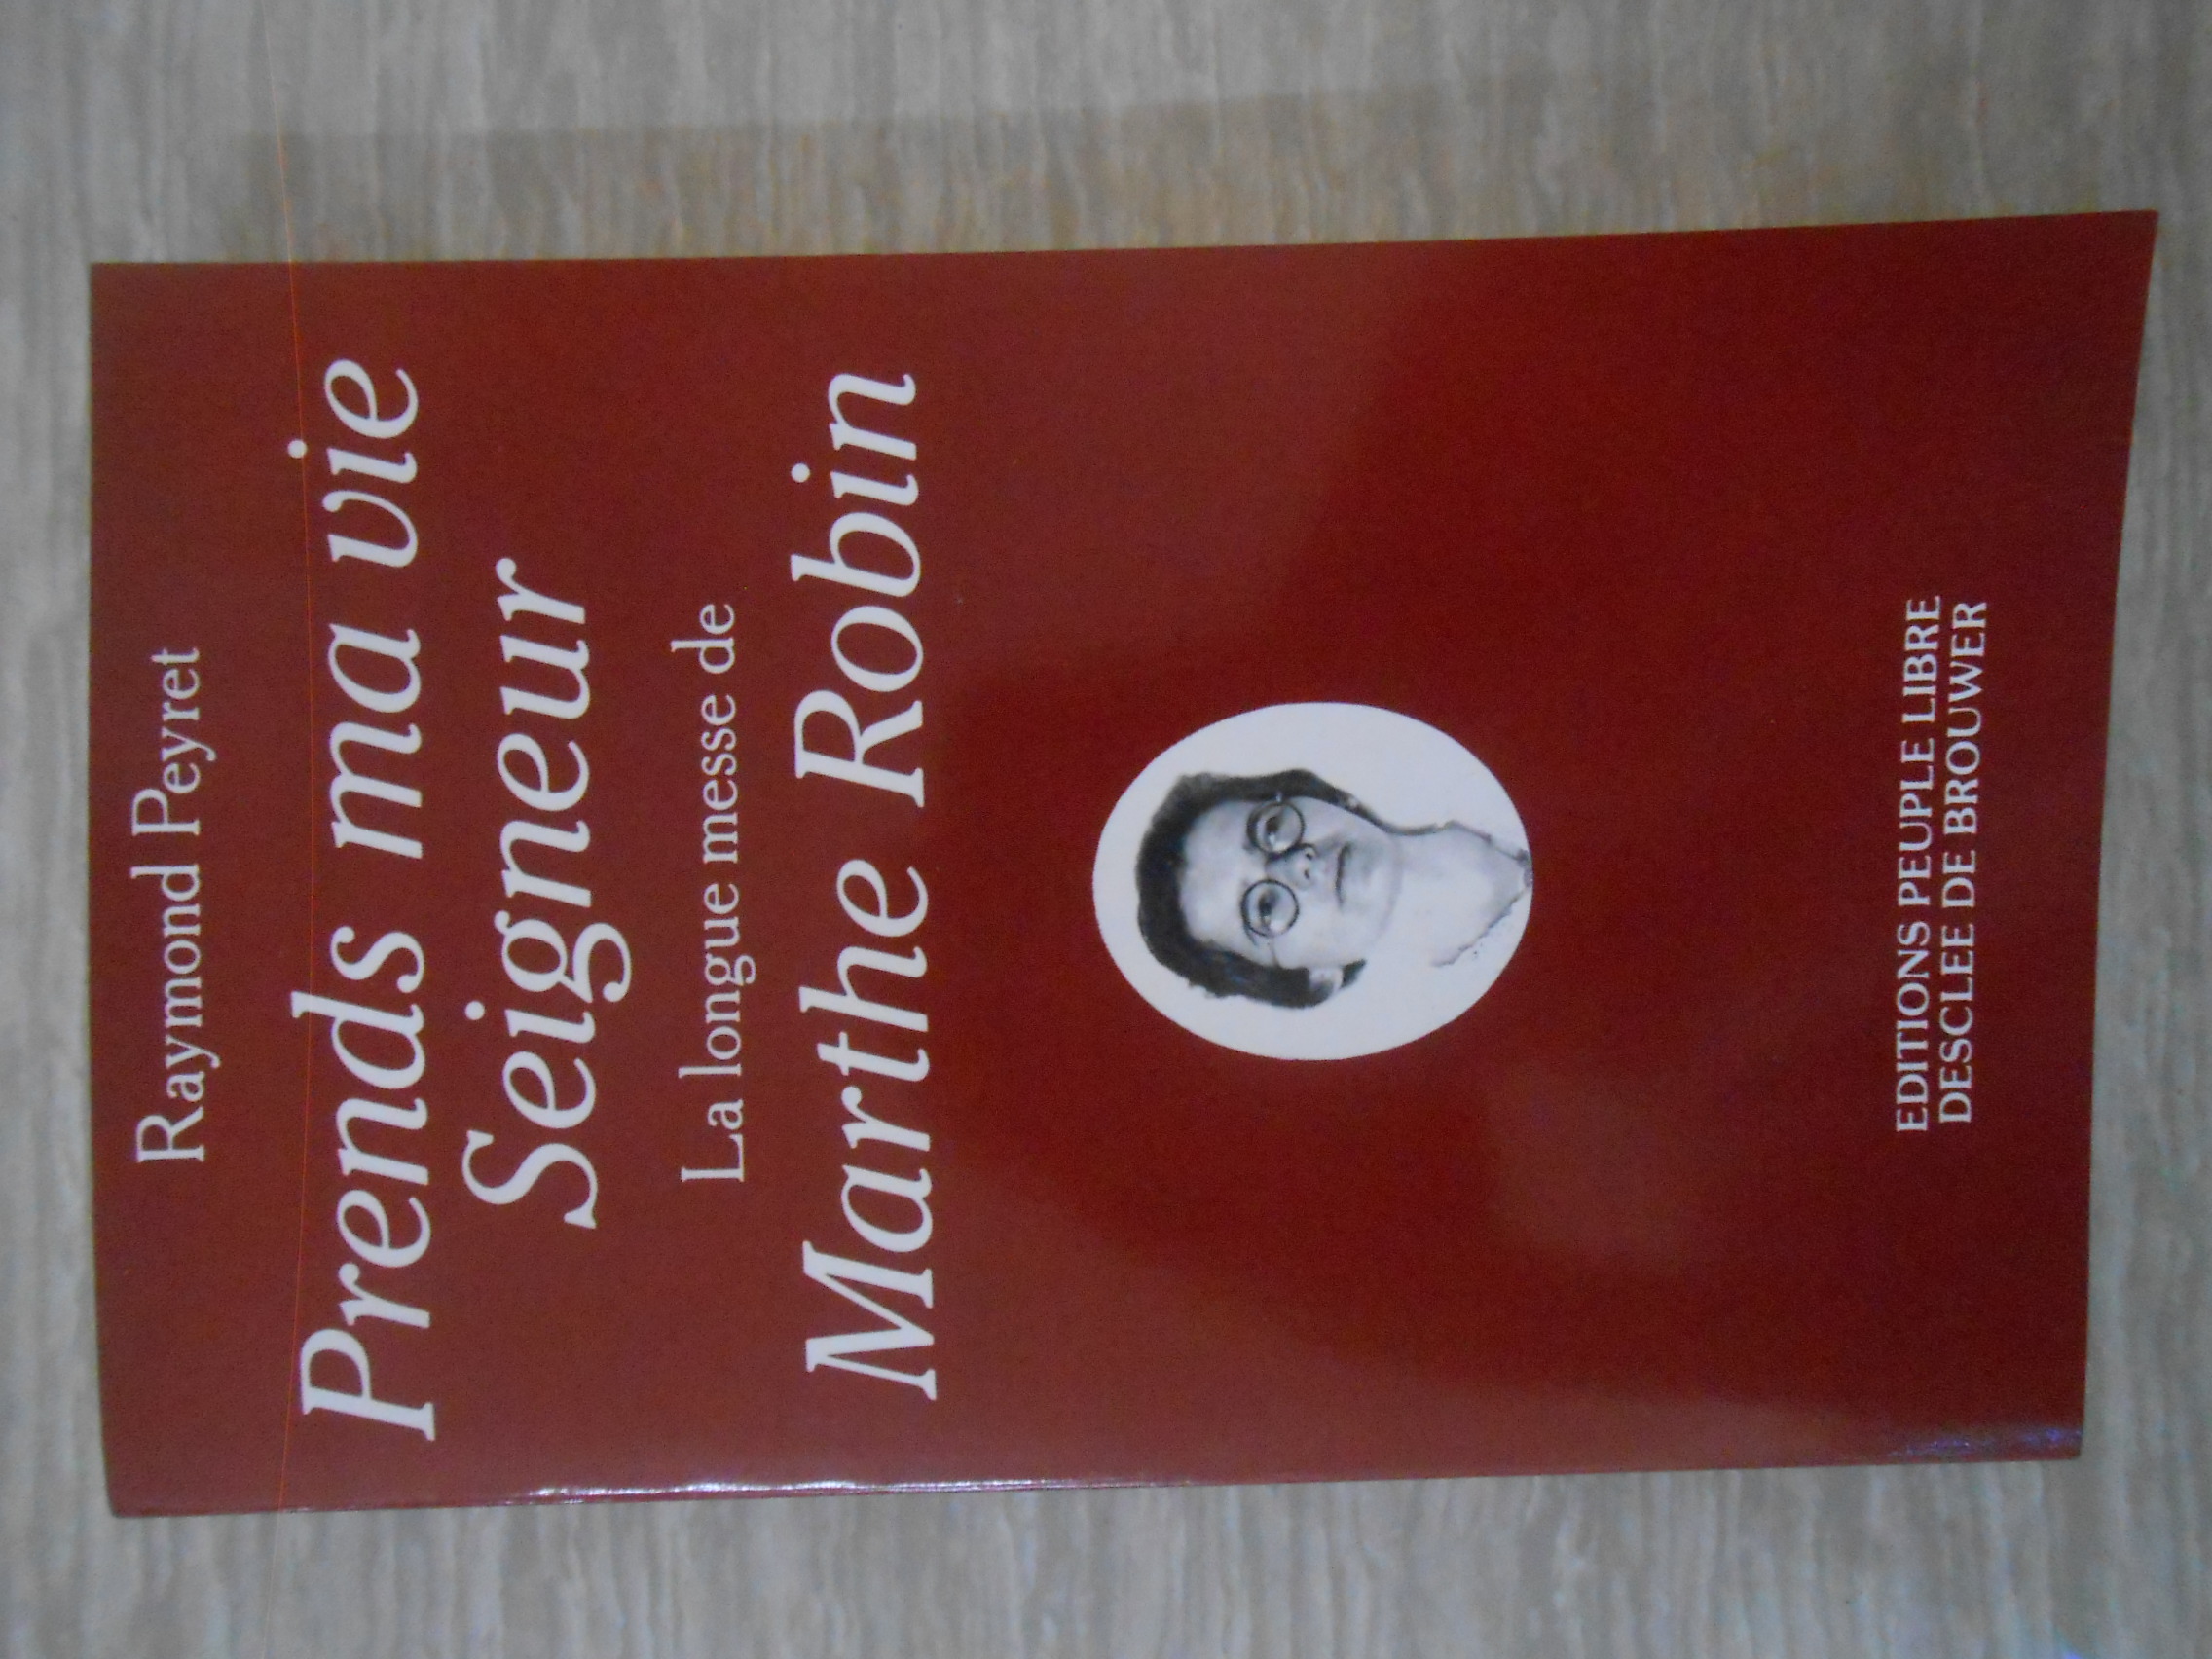 Raymond Peyret
Prends ma vie
Seigneur
La longue messe de
Marthe Robin
EDITIONS PEUPLE LIBRE
DESCLEE DE BROUWER